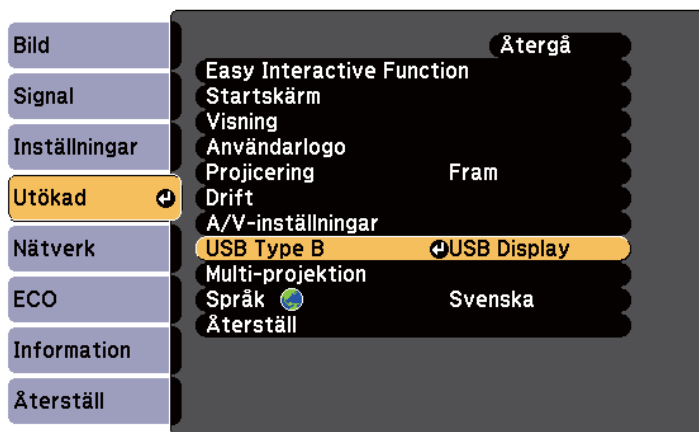 Bild
Signal
Inställningar
Utökad
Nätverk
ECO
Information
Återställ
Återgå
Easy Interactive Function
Startskärm
Visning
Användarlogo
Projicering Fram
Drift
A/V-inställningar
USB Type B USB Display
Multi-projektion
Språk Svenska
Återställ